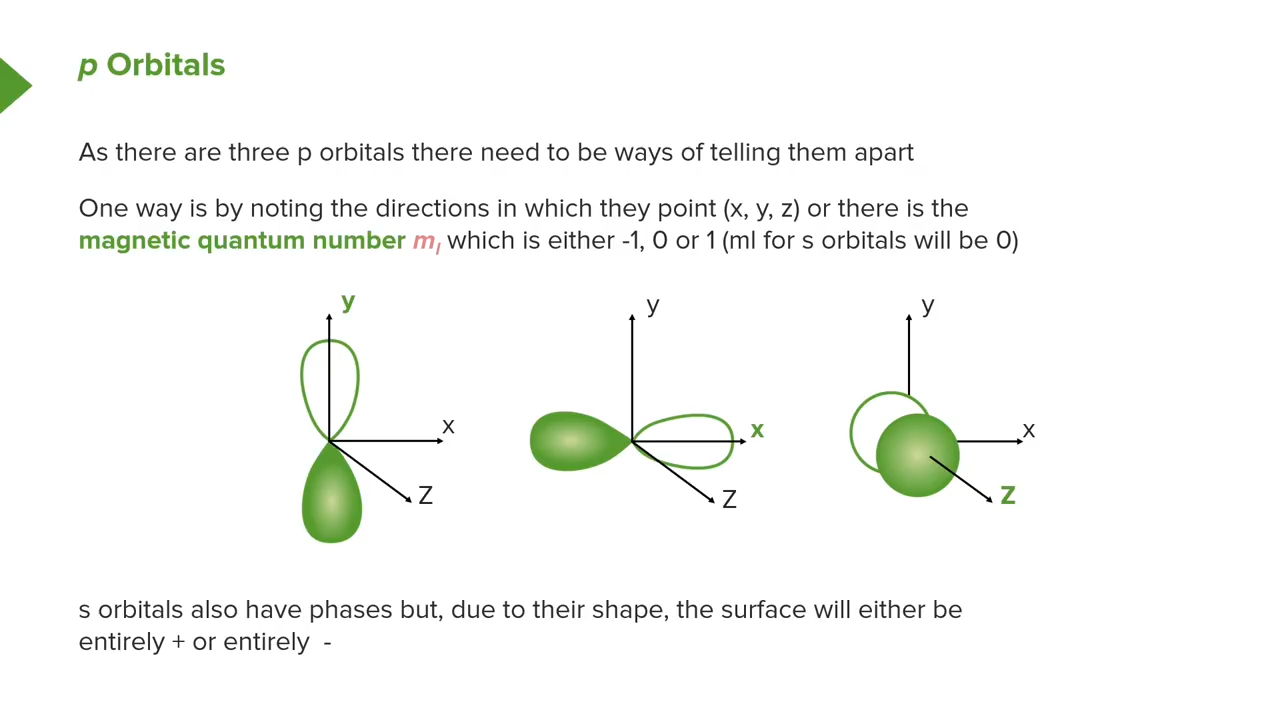 p Orbitals
As there are three p orbitals there need to be ways of telling them apart
One way is by noting the directions in which they point (x, y, z) or there is the
magnetic quantum number ml which is either -1, 0 or 1 (ml for s orbitals will be 0)
y
x
Z
y
x
Z
y
x
Z
s orbitals also have phases but, due to their shape, the surface will either be
entirely + or entirely  -